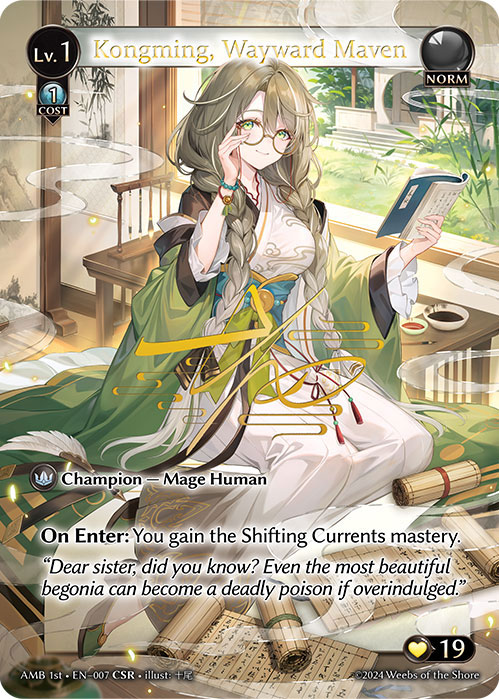 Lv. 1
Kongming, Wayward Maven
NORM
1
COST
Champion — Mage Human
On Enter: You gain the Shifting Currents mastery.
“Dear sister, did you know? Even the most beautiful
begonia can become a deadly poison if overindulged.”
19
AMB 1st • EN-007 CSR • illust: 十尾
©2024 Weebs of the Shore